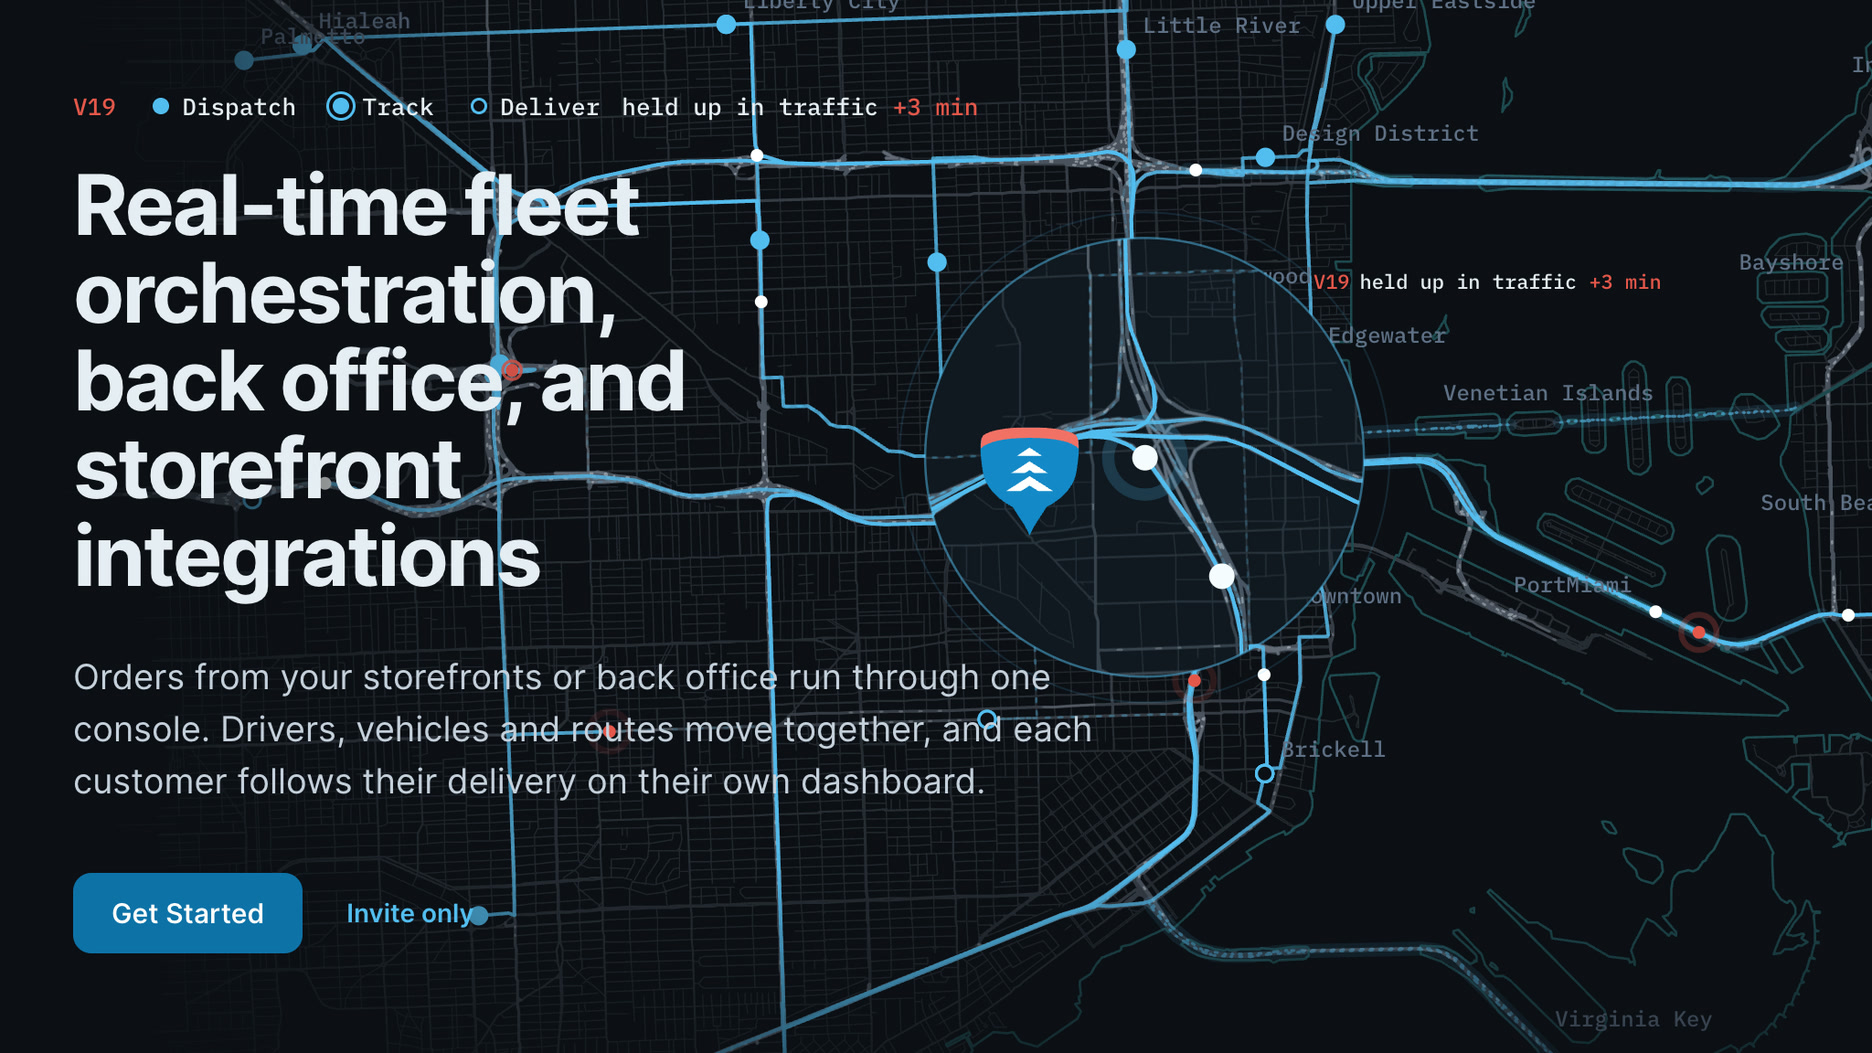 Liberty City
Upper Eastside
Hialeah
Palmetto
Little River
V19 Dispatch Track Deliver held up in traffic +3 min
Design District
Real-time fleet
orchestration,
back office, and
storefront
integrations
Bayshore
V19 held up in traffic +3 min
Edgewater
Venetian Islands
South Bea
PortMiami
owntown
Orders from your storefronts or back office run through one
console. Drivers, vehicles and routes move together, and each
customer follows their delivery on their own dashboard.
Brickell
Get Started
Invite only
Virginia Key